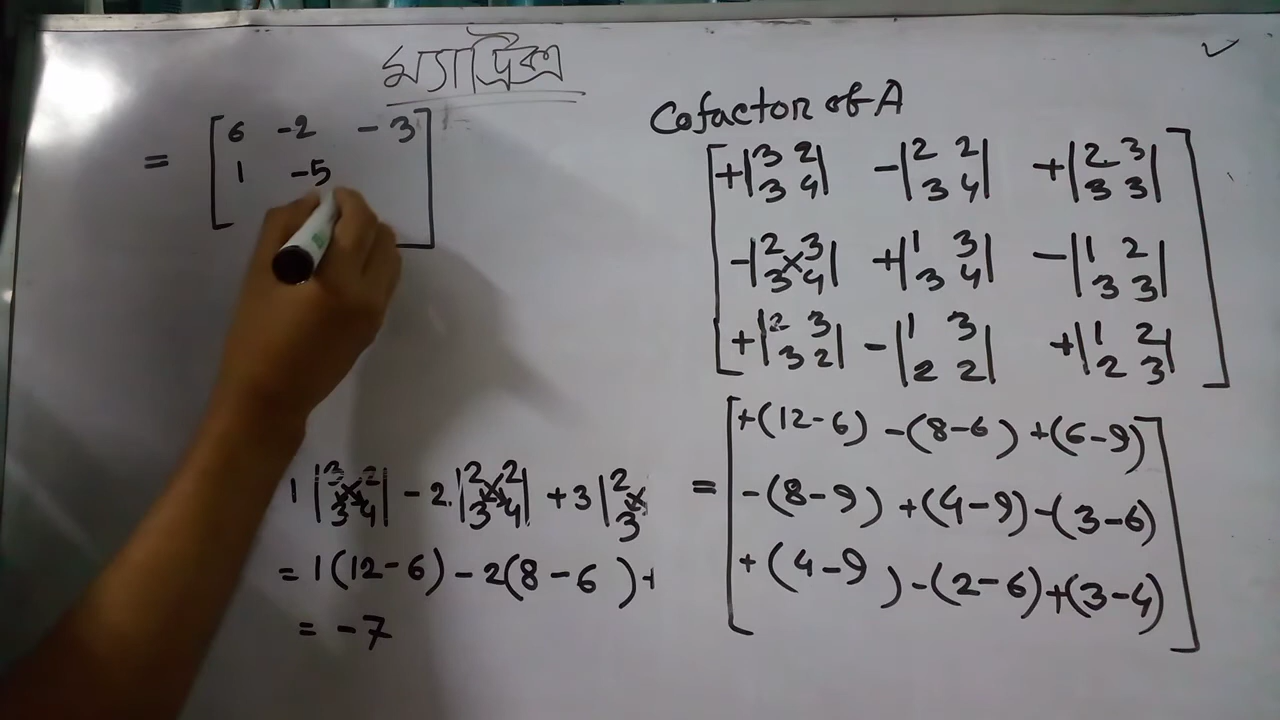 ম্যাট্রিক্স
= [6 -2 -3
1 -5]
Cofactor of A
[+|3 2| -|2 2| +|2 3|
|3 4| |3 4| |3 3|
-|2 3| +|1 3| -|1 2|
|3 4| |3 4| |3 3|
+|2 3| -|1 3| +|1 2|
|3 2| |2 2| |2 3|]
= [+(12-6) -(8-6) +(6-9)
-(8-9) +(4-9) -(3-6)
+(4-9) -(2-6) +(3-4)]
1|3 2| -2.|2 2| +3|2
|3 4| |3 4| |3
= 1(12-6) -2(8-6) +
= -7